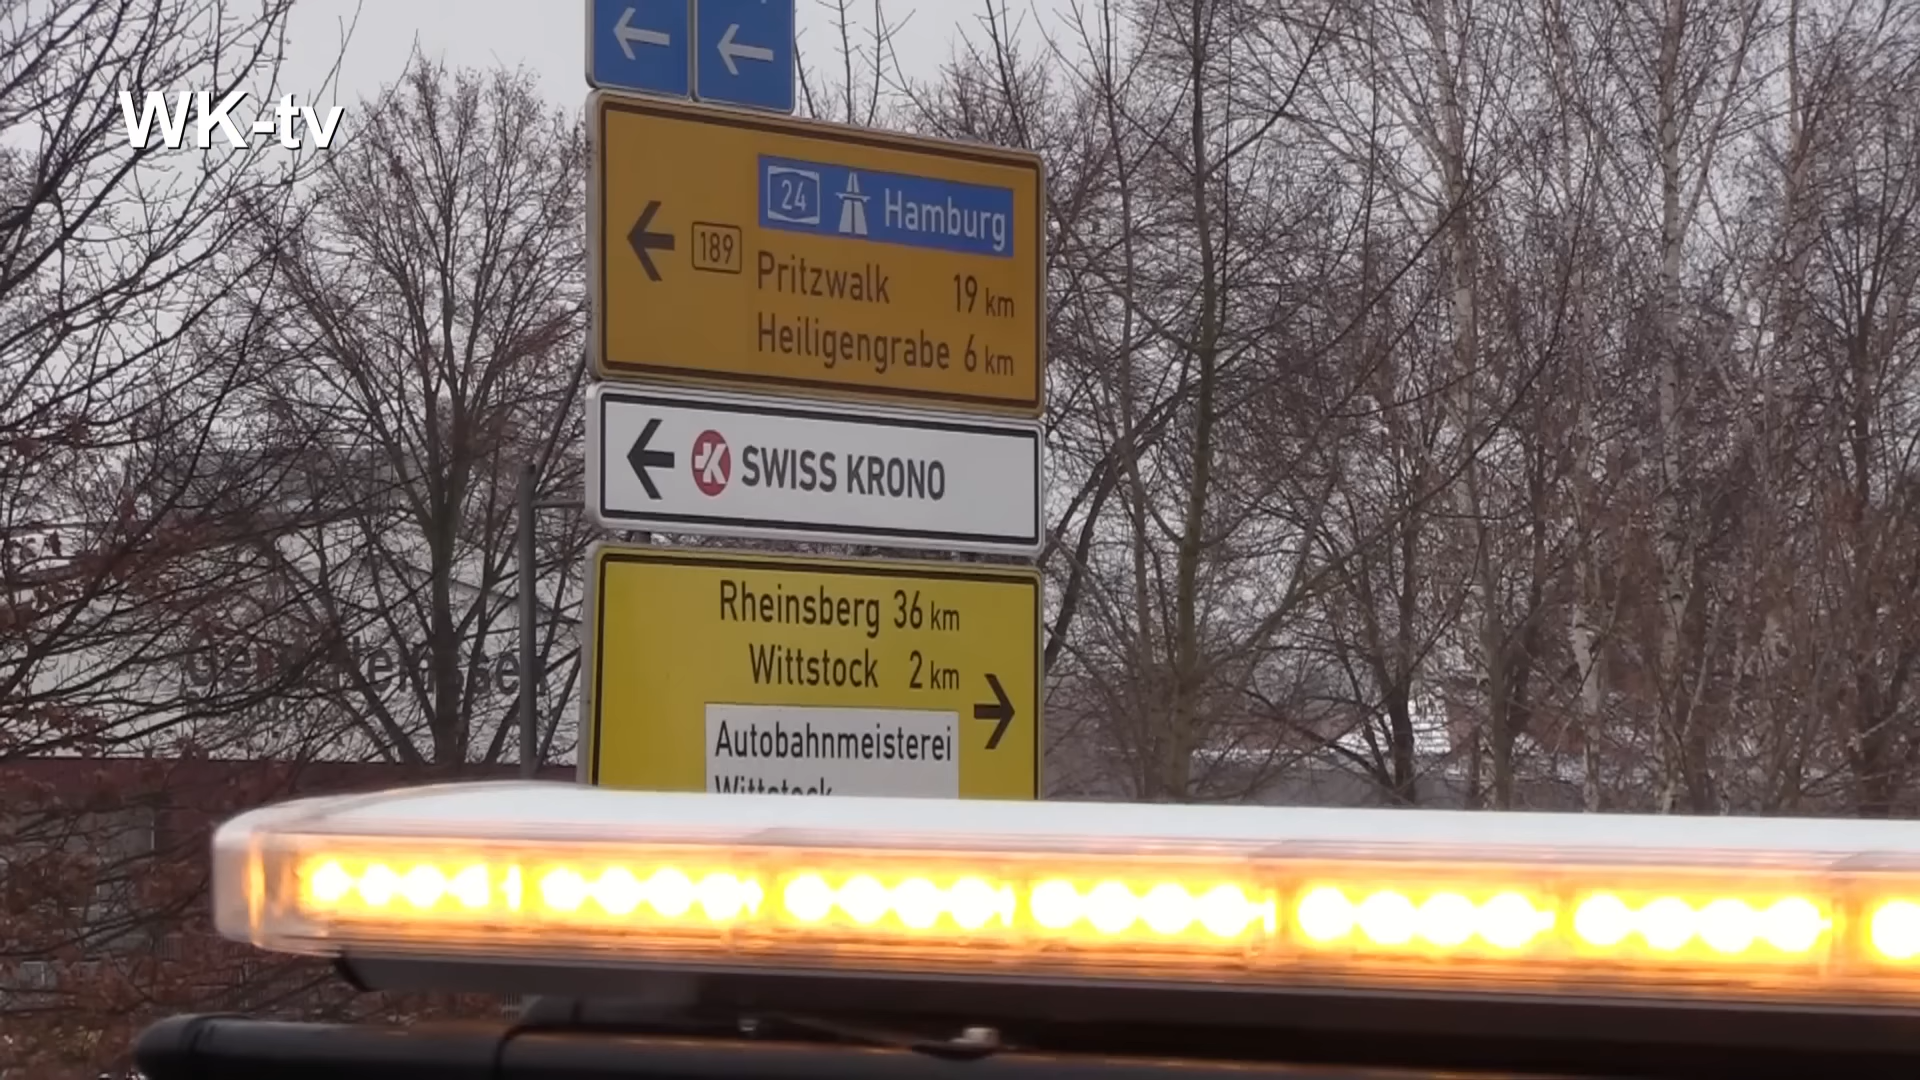 WK-tv
24 Hamburg
189
Pritzwalk 19 km
Heiligengrabe 6 km
K SWISS KRONO
Rheinsberg 36 km
Wittstock 2 km
Autobahnmeisterei
Wittstock